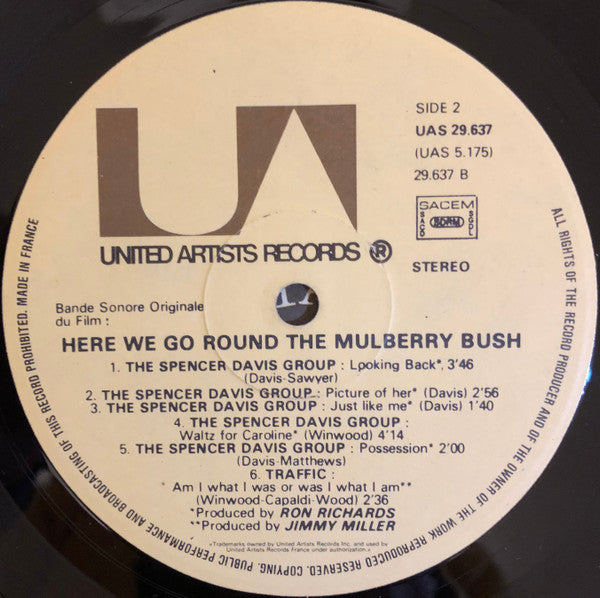 UA
UNITED ARTISTS RECORDS ®
SIDE 2
UAS 29.637
(UAS 5.175)
29.637 B
SACEM
SACD SDRM SGDL
STEREO
Bande Sonore Originale
du Film :
HERE WE GO ROUND THE MULBERRY BUSH
1. THE SPENCER DAVIS GROUP : Looking Back*. 3'46
(Davis-Sawyer)
2. THE SPENCER DAVIS GROUP : Picture of her* (Davis) 2'56
3. THE SPENCER DAVIS GROUP : Just like me* (Davis) 1'40
4. THE SPENCER DAVIS GROUP :
Waltz for Caroline* (Winwood) 4'14
5. THE SPENCER DAVIS GROUP : Possession* 2'00
(Davis-Matthews)
6. TRAFFIC :
Am I what I was or was I what I am**
(Winwood-Capaldi-Wood) 2'36
*Produced by RON RICHARDS
**Produced by JIMMY MILLER
«Trademarks owned by United Artists Records Inc. and used by
United Artists Records France under authorization.»
ALL RIGHTS OF THE RECORD PRODUCER AND OF THE OWNER OF THE WORK REPRODUCED RESERVED. COPYING, PUBLIC PERFORMANCE AND BROADCASTING OF THIS RECORD PROHIBITED. MADE IN FRANCE